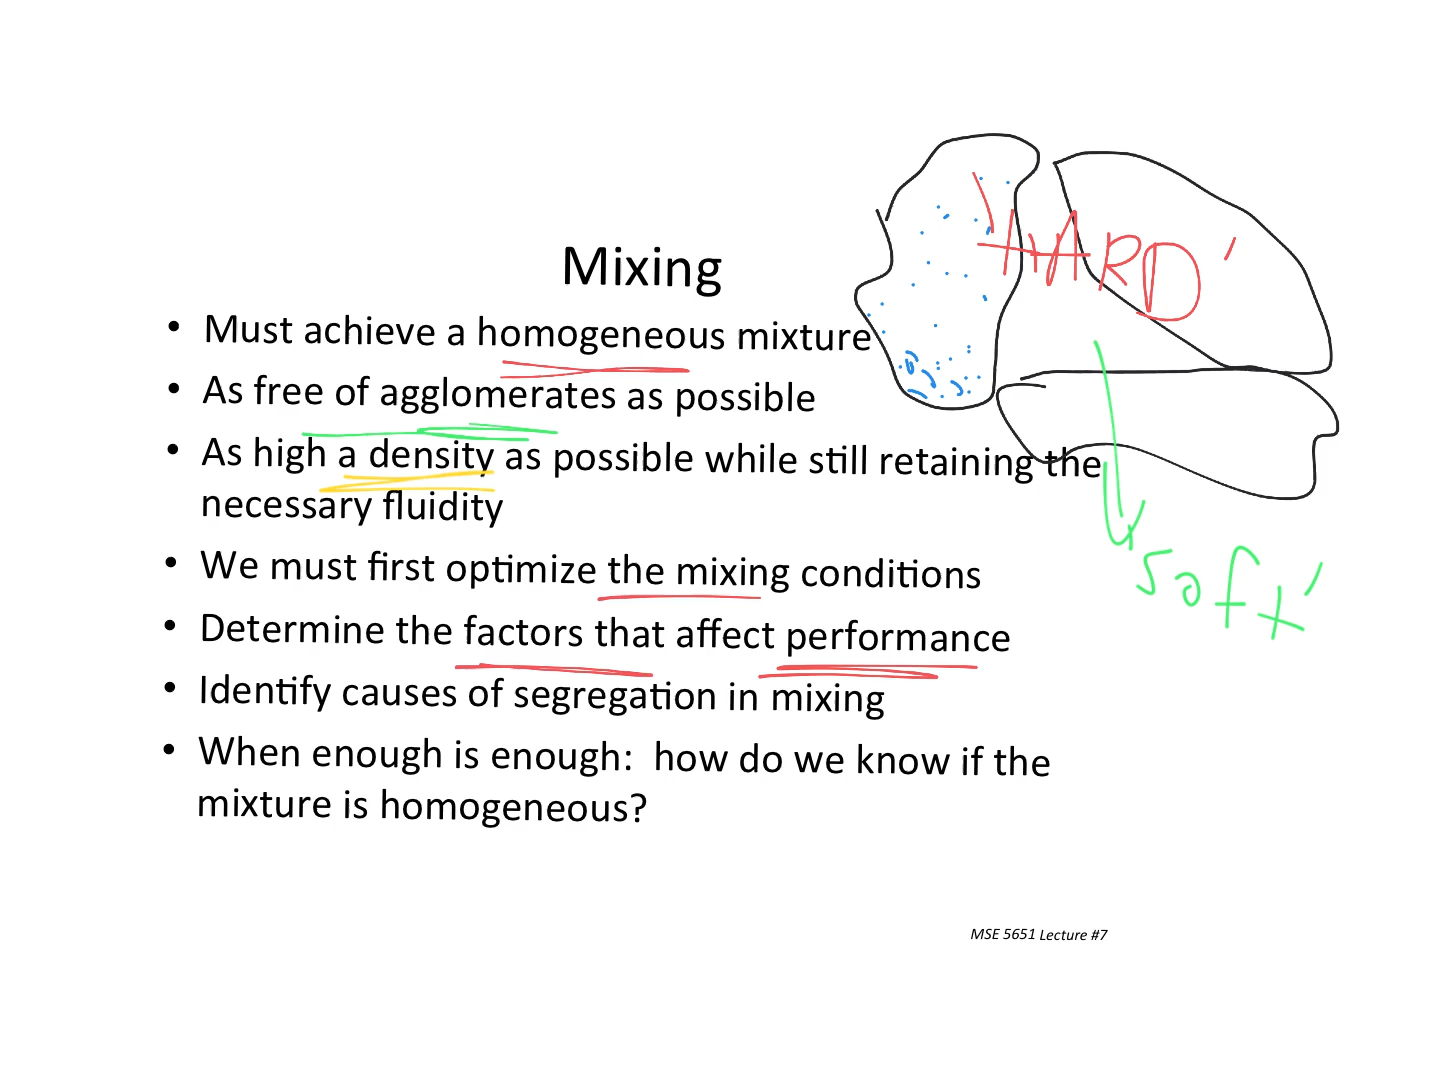 Mixing
'HARD'
• Must achieve a homogeneous mixture
• As free of agglomerates as possible
• As high a density as possible while still retaining the
necessary fluidity
soft'
• We must first optimize the mixing conditions
• Determine the factors that affect performance
• Identify causes of segregation in mixing
• When enough is enough:  how do we know if the
mixture is homogeneous?
MSE 5651 Lecture #7